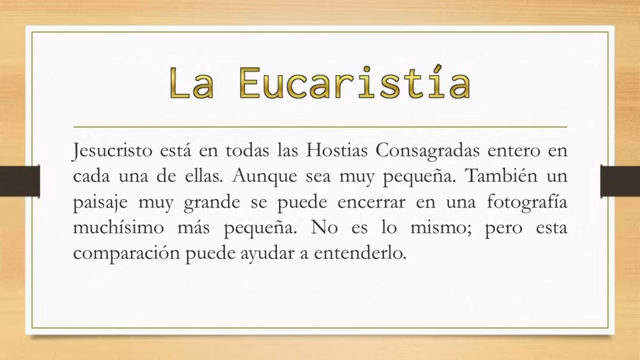 La Eucaristía
Jesucristo está en todas las Hostias Consagradas entero en
cada una de ellas. Aunque sea muy pequeña. También un
paisaje muy grande se puede encerrar en una fotografía
muchísimo más pequeña. No es lo mismo; pero esta
comparación puede ayudar a entenderlo.